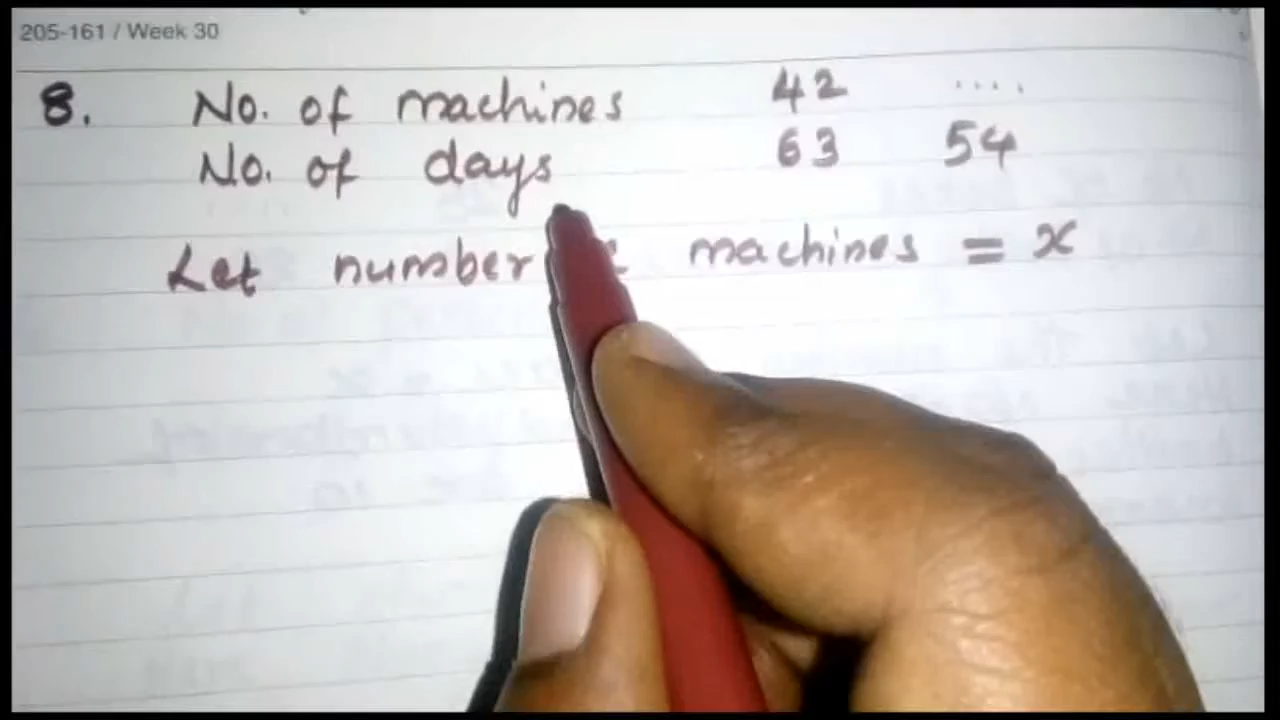 205-161 / Week 30
8. No. of machines 42 ....
No. of days 63 54
Let number machines = x